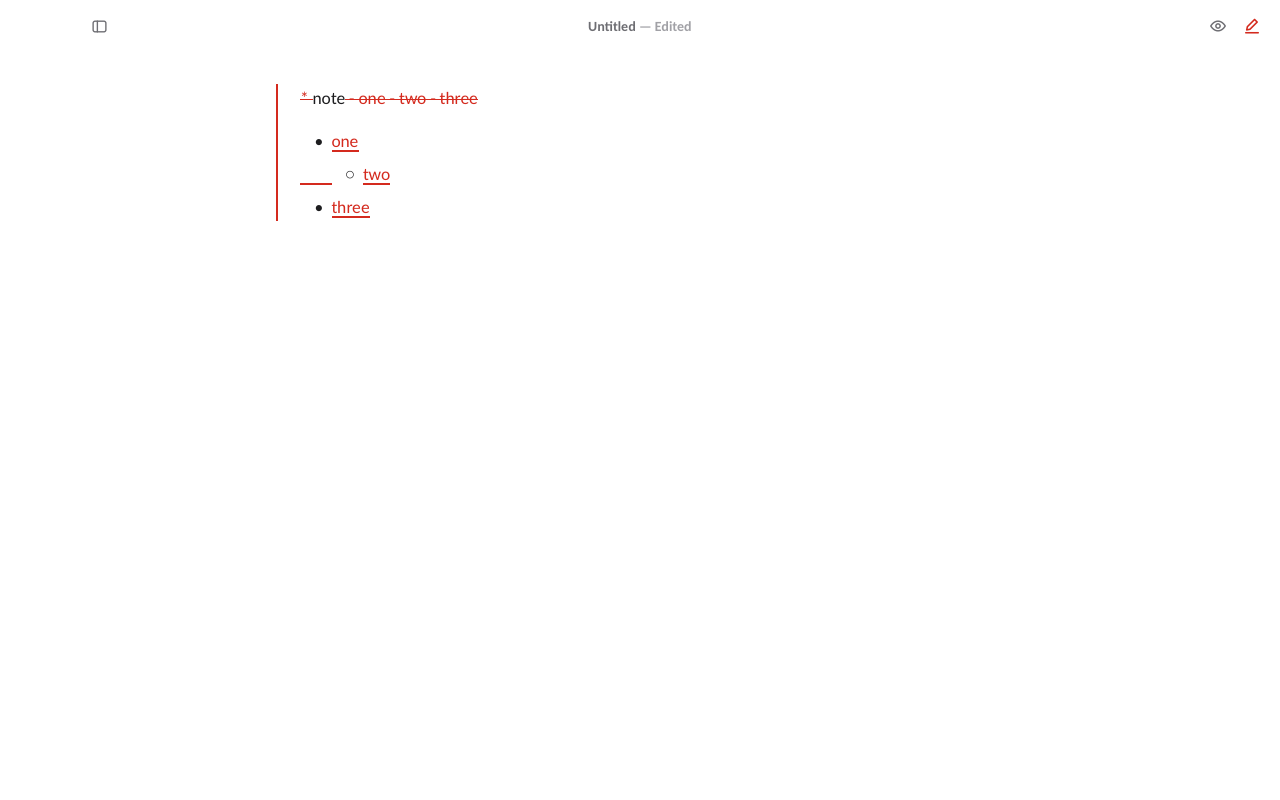 Untitled — Edited
* note - one - two - three
• one
◦ two
• three